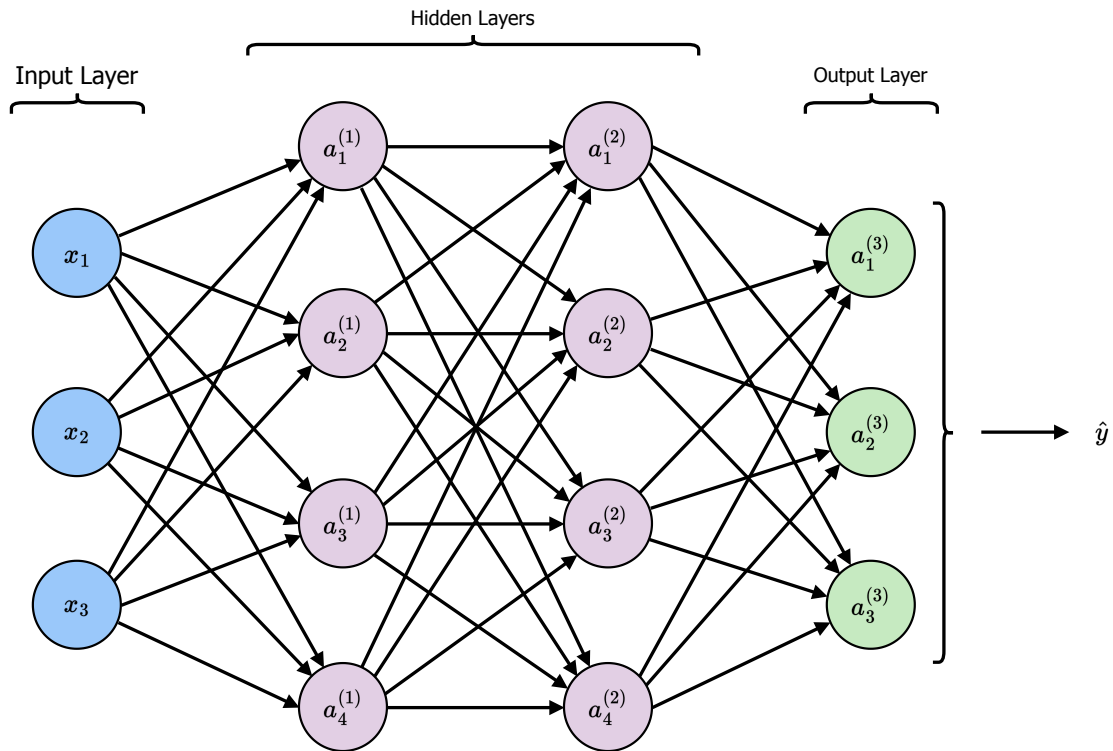 Hidden Layers
Input Layer
Output Layer
a_1^{(1)}
a_1^{(2)}
x_1
a_1^{(3)}
a_2^{(1)}
a_2^{(2)}
x_2
a_2^{(3)}
ŷ
a_3^{(1)}
a_3^{(2)}
x_3
a_3^{(3)}
a_4^{(1)}
a_4^{(2)}